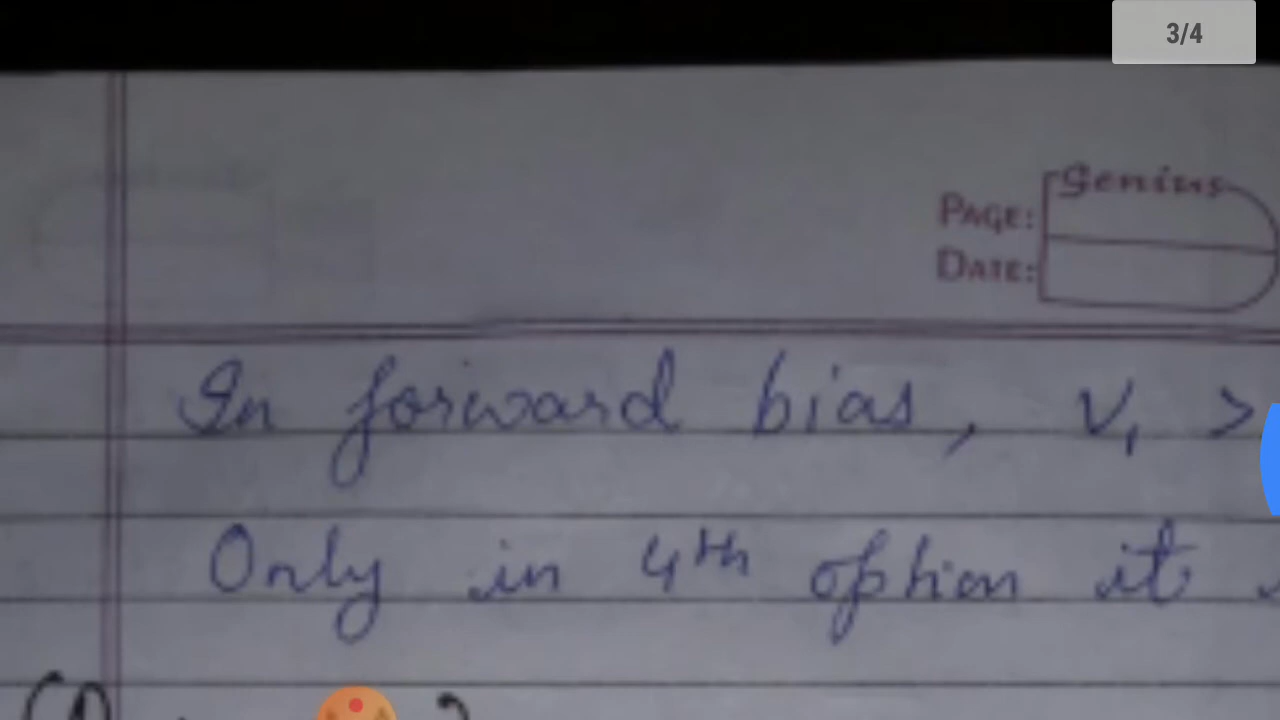 3/4
Genius
PAGE:
DATE:
In forward bias, V₁ >
Only in 4th option it